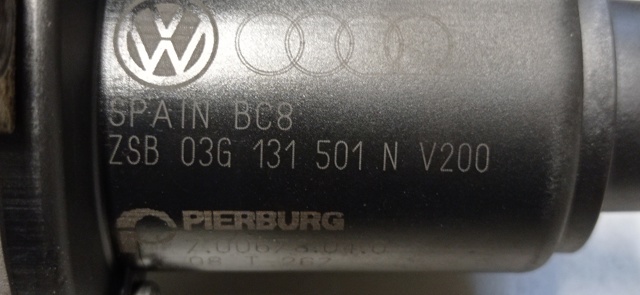 SPAIN BC8
ZSB 03G 131 501 N V200
PIERBURG